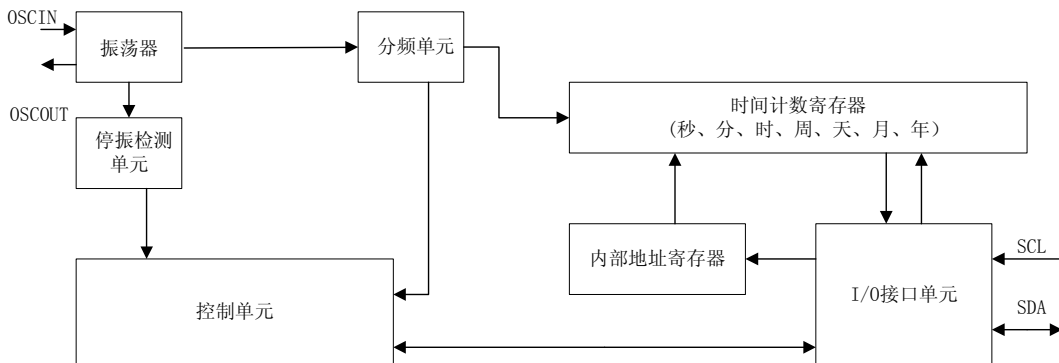 OSCIN
振荡器
分频单元
OSCOUT
停振检测
单元
时间计数寄存器
(秒、分、时、周、天、月、年)
内部地址寄存器
SCL
I/O接口单元
SDA
控制单元